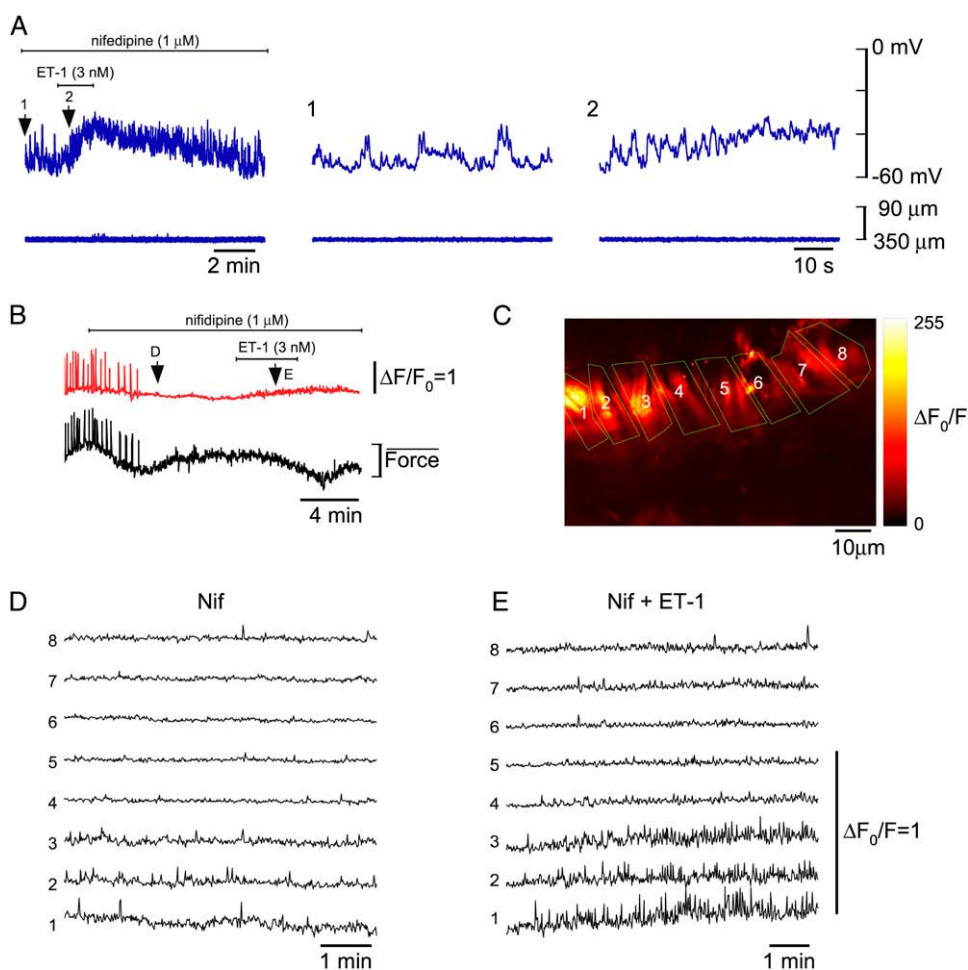 A
nifedipine (1 μM)
ET-1 (3 nM)
1
2
1
2
0 mV
-60 mV
90 μm
350 μm
2 min
10 s
B
nifidipine (1 μM)
D
ET-1 (3 nM)
E
ΔF/F₀=1
Force
4 min
C
1 2 3 4 5 6 7 8
255
ΔF₀/F
0
10μm
D
Nif
8
7
6
5
4
3
2
1
1 min
E
Nif + ET-1
8
7
6
5
4
3
2
1
ΔF₀/F=1
1 min